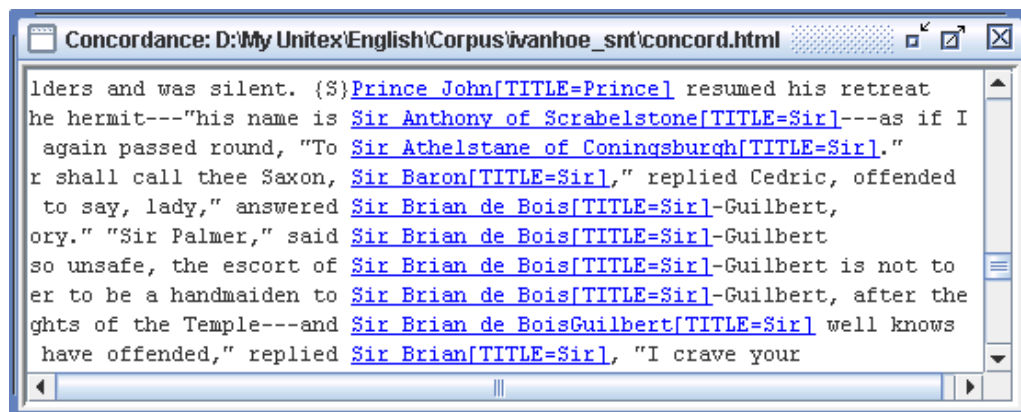 Concordance: D:\My Unitex\English\Corpus\ivanhoe_snt\concord.html
lders and was silent. {S}Prince John[TITLE=Prince] resumed his retreat
he hermit---"his name is Sir Anthony of Scrabelstone[TITLE=Sir]---as if I
again passed round, "To Sir Athelstane of Coningsburgh[TITLE=Sir]."
r shall call thee Saxon, Sir Baron[TITLE=Sir]," replied Cedric, offended
to say, lady," answered Sir Brian de Bois[TITLE=Sir]-Guilbert,
ory." "Sir Palmer," said Sir Brian de Bois[TITLE=Sir]-Guilbert
so unsafe, the escort of Sir Brian de Bois[TITLE=Sir]-Guilbert is not to
er to be a handmaiden to Sir Brian de Bois[TITLE=Sir]-Guilbert, after the
ghts of the Temple---and Sir Brian de BoisGuilbert[TITLE=Sir] well knows
have offended," replied Sir Brian[TITLE=Sir], "I crave your